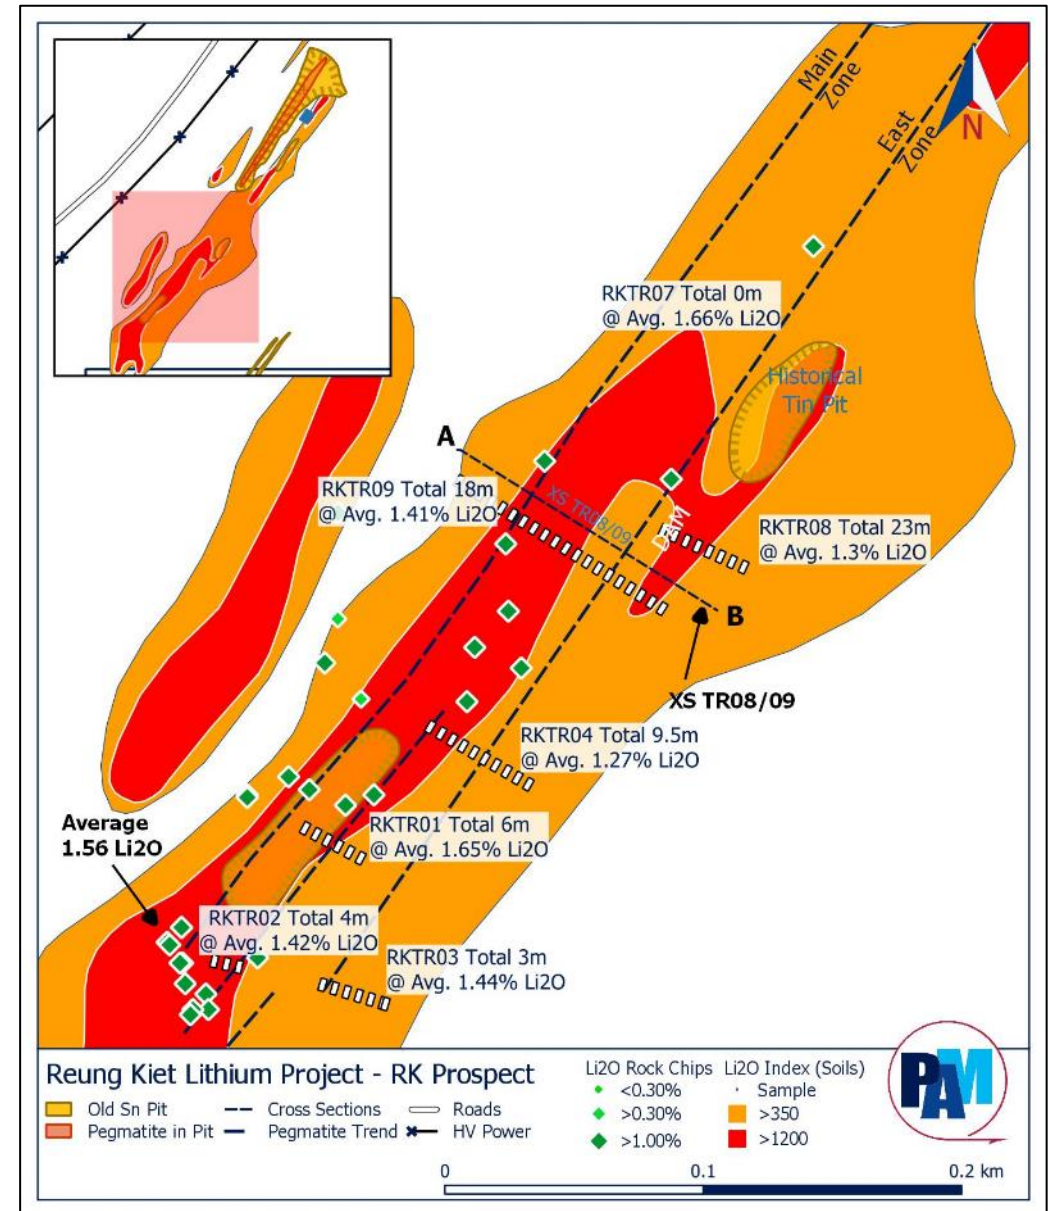 Main
Zone
East
Zone
N
RKTR07 Total 0m
@ Avg. 1.66% Li2O
Historical
Tin Pit
A
RKTR09 Total 18m
@ Avg. 1.41% Li2O
XS TR08/09
DAM
RKTR08 Total 23m
@ Avg. 1.3% Li2O
B
XS TR08/09
RKTR04 Total 9.5m
@ Avg. 1.27% Li2O
Average
1.56 Li2O
RKTR01 Total 6m
@ Avg. 1.65% Li2O
RKTR02 Total 4m
@ Avg. 1.42% Li2O
RKTR03 Total 3m
@ Avg. 1.44% Li2O
Reung Kiet Lithium Project - RK Prospect
Old Sn Pit
Cross Sections
Roads
Pegmatite in Pit
Pegmatite Trend
HV Power
Li2O Rock Chips
<0.30%
>0.30%
>1.00%
Li2O Index (Soils)
Sample
>350
>1200
PAM
0
0.1
0.2 km